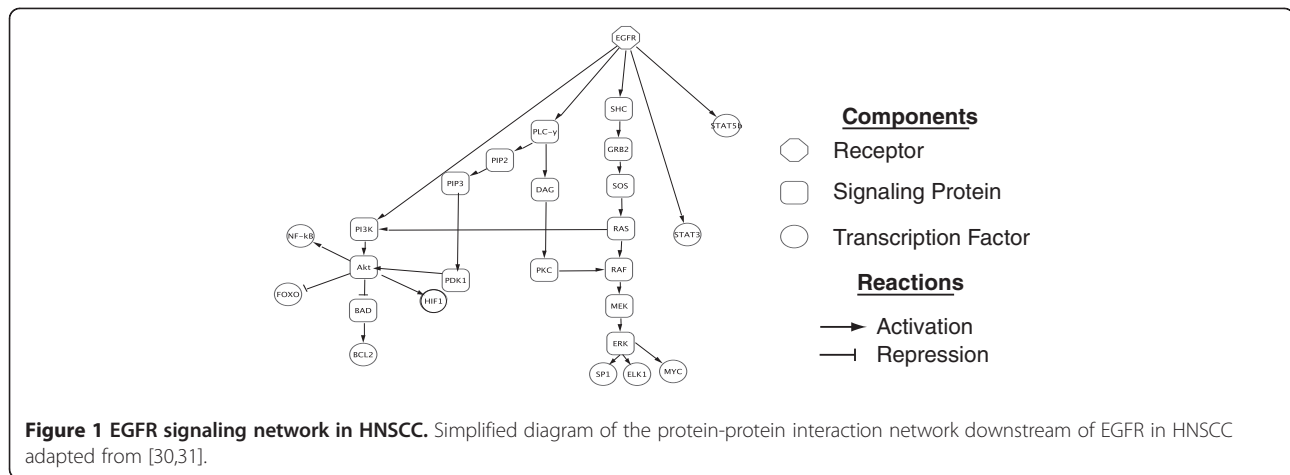 EGFR
SHC
STAT5b
PLC-y
GRB2
PIP2
PIP3
DAG
SOS
NF-kB
PI3K
RAS
STAT3
Akt
PDK1
PKC
RAF
FOXO
HIF1
BAD
MEK
BCL2
ERK
SP1
ELK1
MYC
Components
Receptor
Signaling Protein
Transcription Factor
Reactions
Activation
Repression
Figure 1 EGFR signaling network in HNSCC. Simplified diagram of the protein-protein interaction network downstream of EGFR in HNSCC
adapted from [30,31].